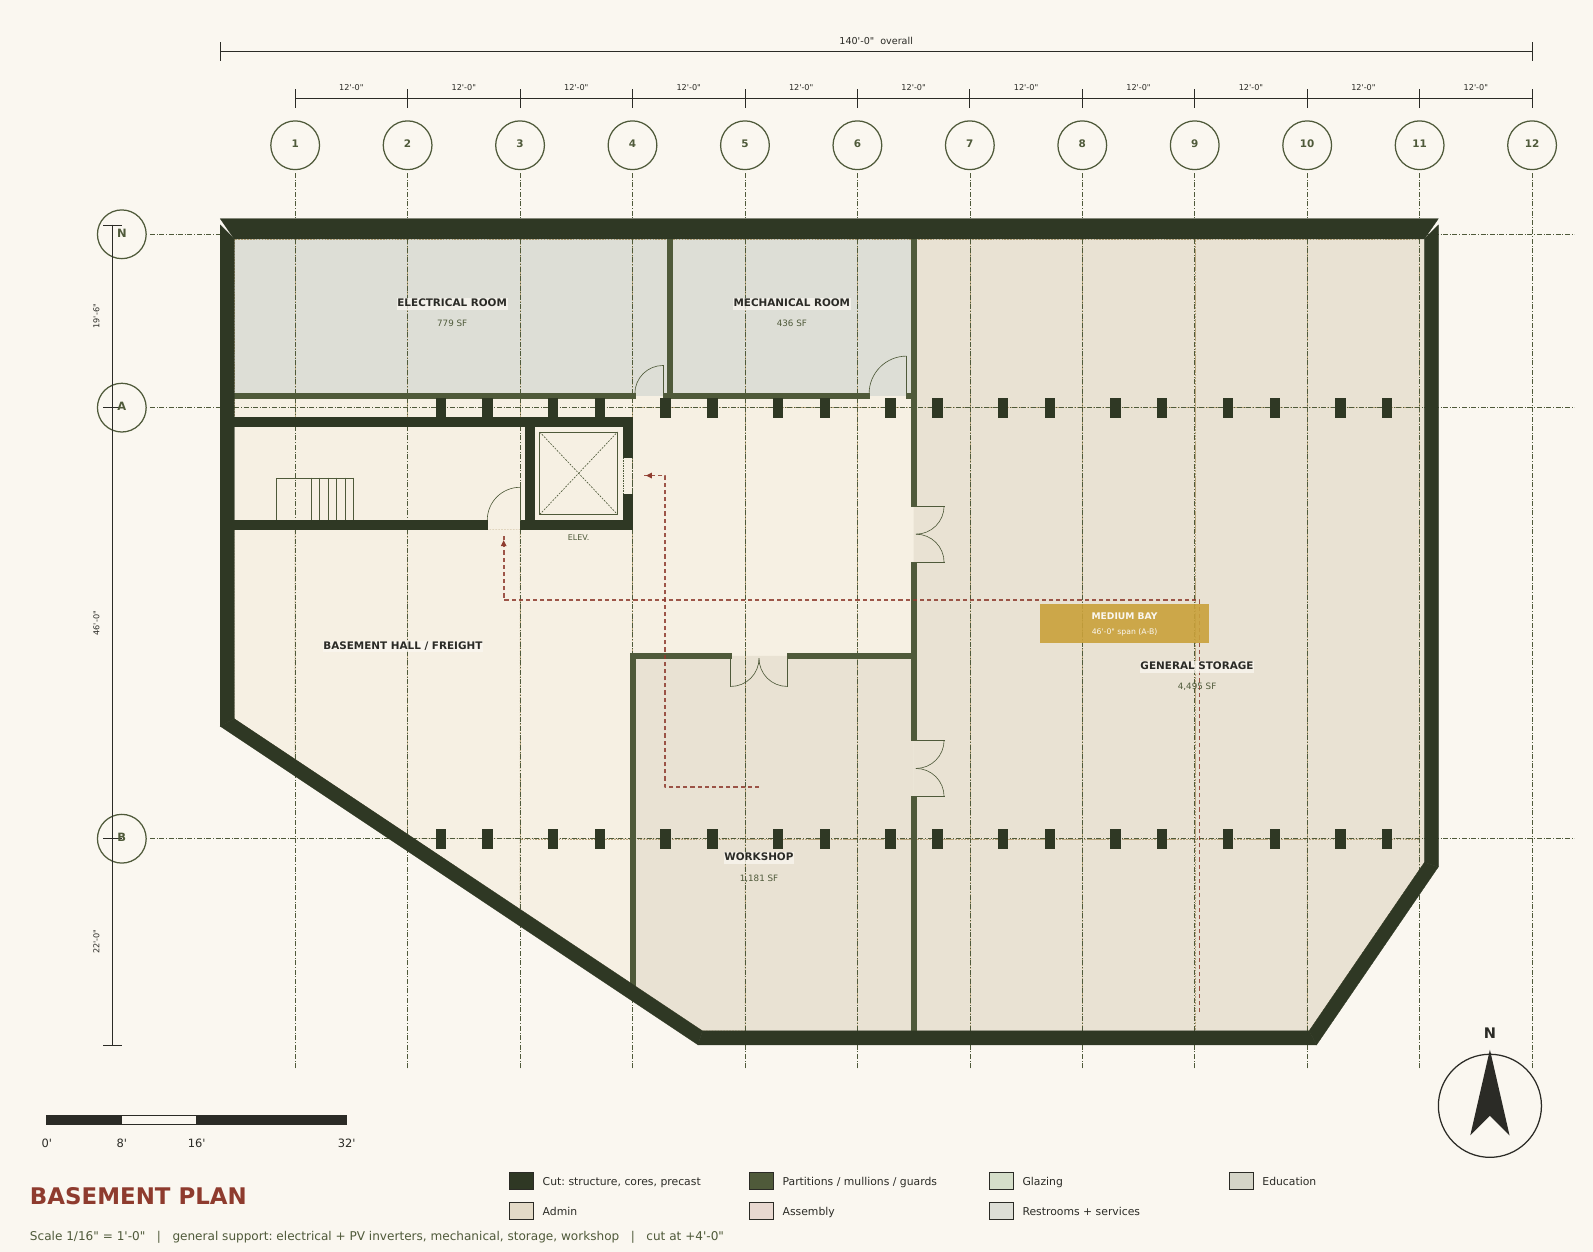 140'-0" overall
12'-0" 12'-0" 12'-0" 12'-0" 12'-0" 12'-0" 12'-0" 12'-0" 12'-0" 12'-0" 12'-0"
1 2 3 4 5 6 7 8 9 10 11 12
N
19'-6"
ELECTRICAL ROOM
779 SF
MECHANICAL ROOM
436 SF
A
ELEV.
46'-0"
MEDIUM BAY
46'-0" span (A-B)
BASEMENT HALL / FREIGHT
GENERAL STORAGE
4,495 SF
B
WORKSHOP
1,181 SF
22'-0"
N
0' 8' 16' 32'
BASEMENT PLAN
Cut: structure, cores, precast
Partitions / mullions / guards
Glazing
Education
Admin
Assembly
Restrooms + services
Scale 1/16" = 1'-0" | general support: electrical + PV inverters, mechanical, storage, workshop | cut at +4'-0"